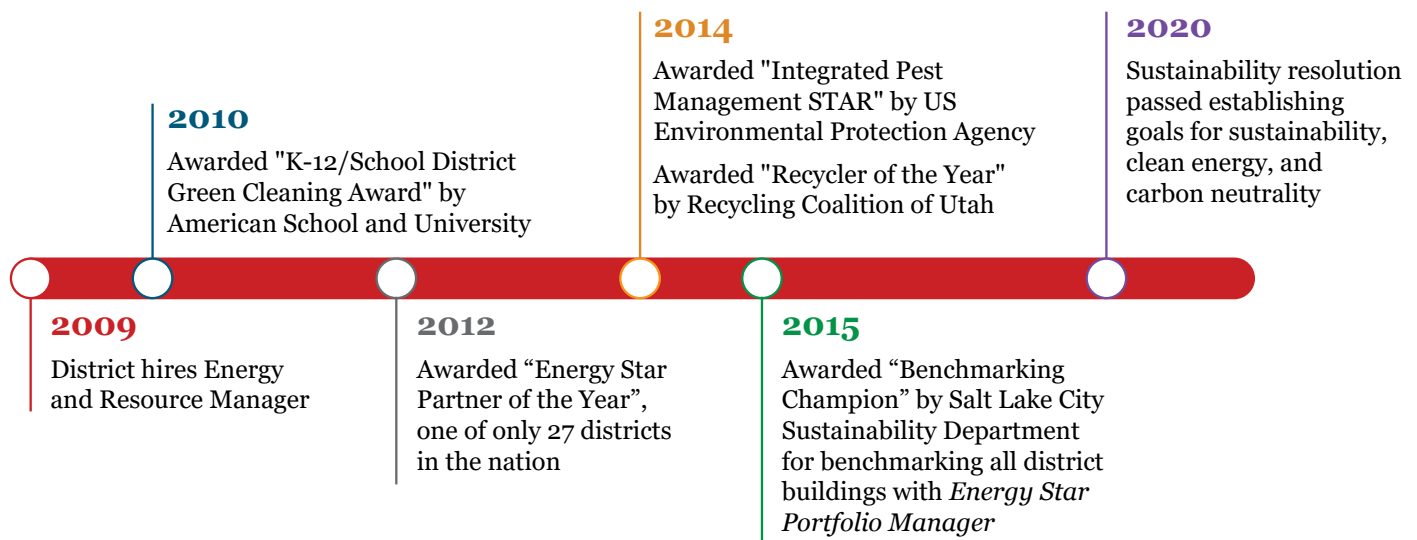 2009
District hires Energy
and Resource Manager
2010
Awarded "K-12/School District
Green Cleaning Award" by
American School and University
2012
Awarded “Energy Star
Partner of the Year”,
one of only 27 districts
in the nation
2014
Awarded "Integrated Pest
Management STAR" by US
Environmental Protection Agency
Awarded "Recycler of the Year"
by Recycling Coalition of Utah
2015
Awarded “Benchmarking
Champion” by Salt Lake City
Sustainability Department
for benchmarking all district
buildings with Energy Star
Portfolio Manager
2020
Sustainability resolution
passed establishing
goals for sustainability,
clean energy, and
carbon neutrality